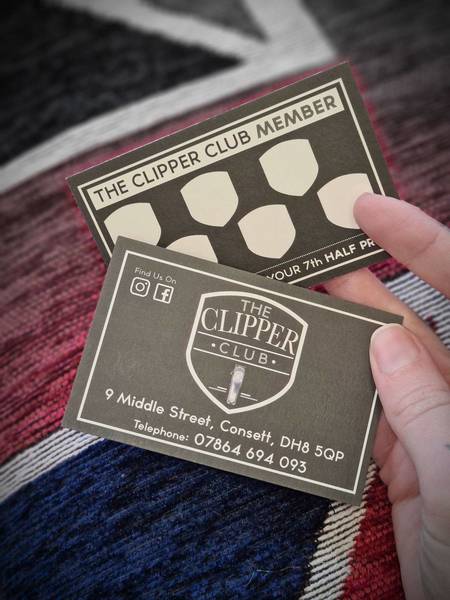 THE CLIPPER CLUB MEMBER
YOUR 7th HALF PR
Find Us On
THE
CLIPPER
• CLUB •
9 Middle Street, Consett, DH8 5QP
Telephone: 07864 694 093